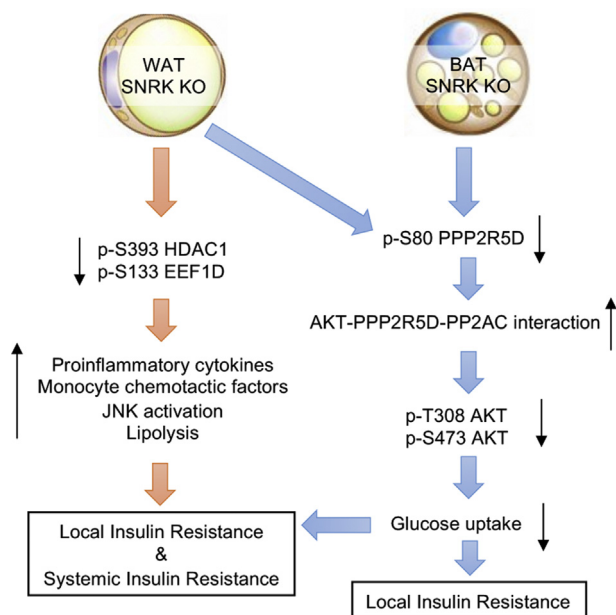 WAT
SNRK KO
BAT
SNRK KO
p-S393 HDAC1
p-S133 EEF1D
p-S80 PPP2R5D
AKT-PPP2R5D-PP2AC interaction
Proinflammatory cytokines
Monocyte chemotactic factors
JNK activation
Lipolysis
p-T308 AKT
p-S473 AKT
Glucose uptake
Local Insulin Resistance
&
Systemic Insulin Resistance
Local Insulin Resistance